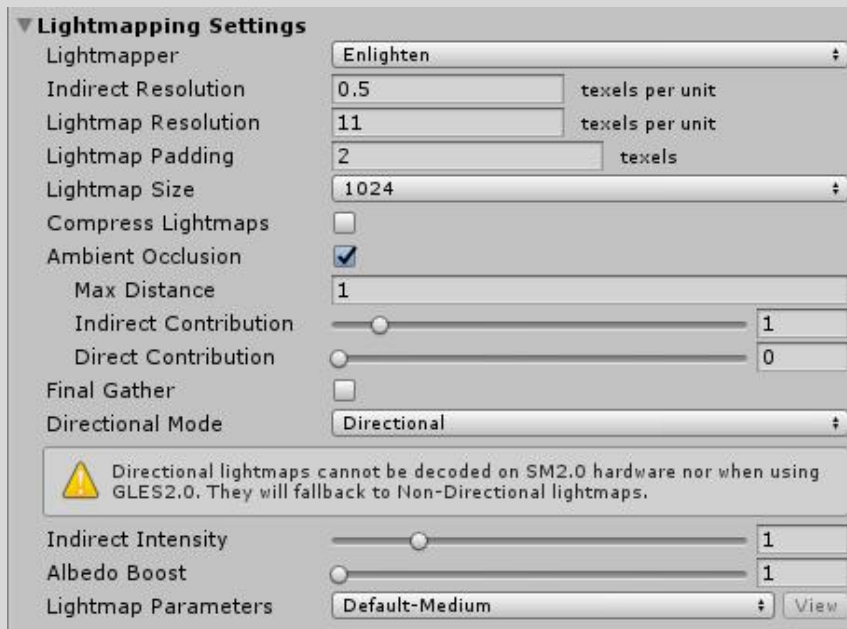 Lightmapping Settings
Lightmapper Enlighten
Indirect Resolution 0.5 texels per unit
Lightmap Resolution 11 texels per unit
Lightmap Padding 2 texels
Lightmap Size 1024
Compress Lightmaps
Ambient Occlusion
Max Distance 1
Indirect Contribution 1
Direct Contribution 0
Final Gather
Directional Mode Directional
Directional lightmaps cannot be decoded on SM2.0 hardware nor when using
GLES2.0. They will fallback to Non-Directional lightmaps.
Indirect Intensity 1
Albedo Boost 1
Lightmap Parameters Default-Medium View